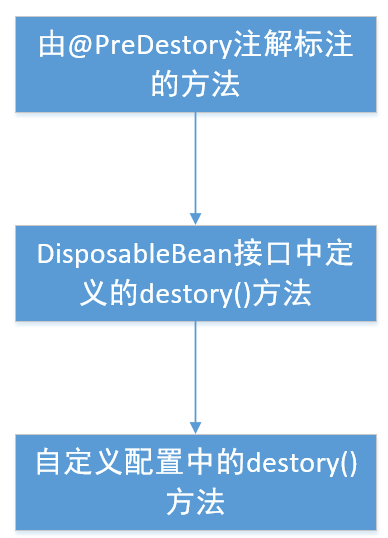 由@PreDestory注解标注
的方法
DisposableBean接口中定
义的destory()方法
自定义配置中的destory()
方法